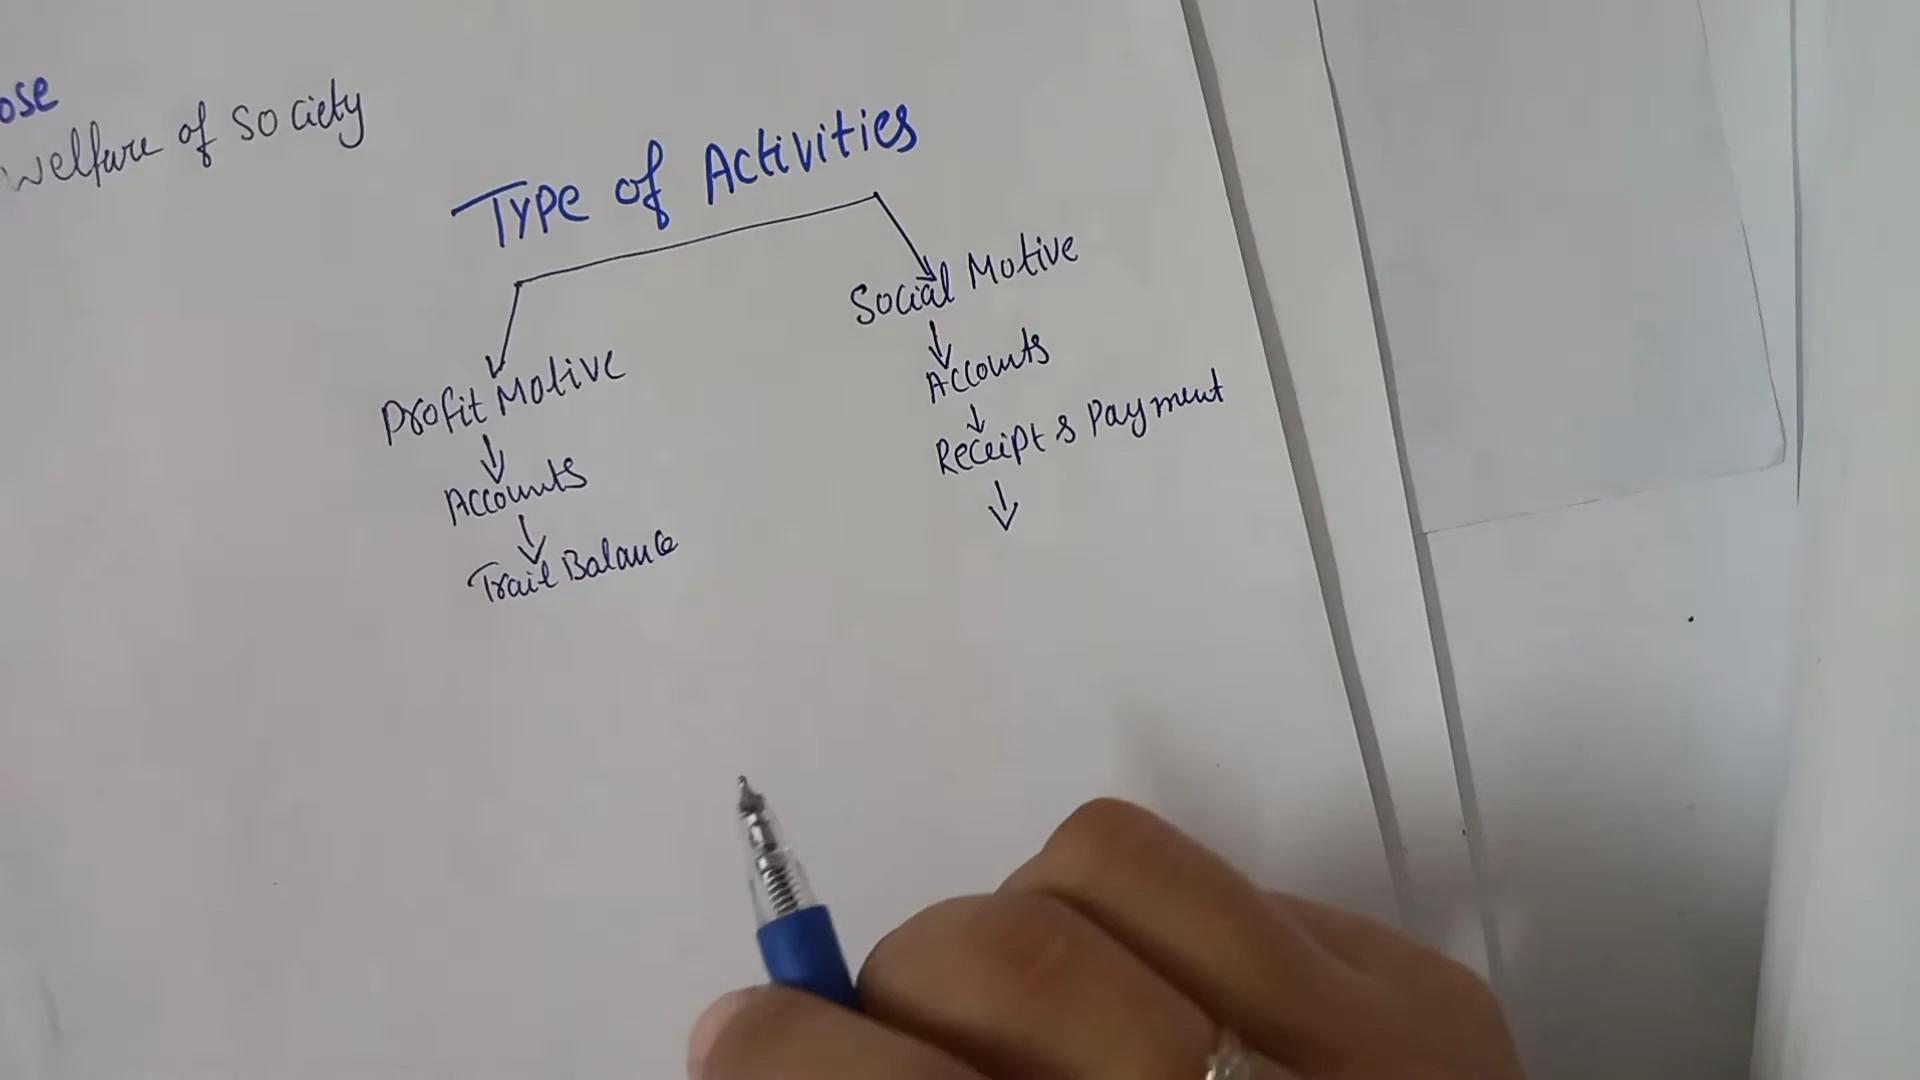 ose
welfare of society
Type of Activities
Social Motive
Profit Motive
Accounts
Receipt & Payment
Accounts
Trail Balance